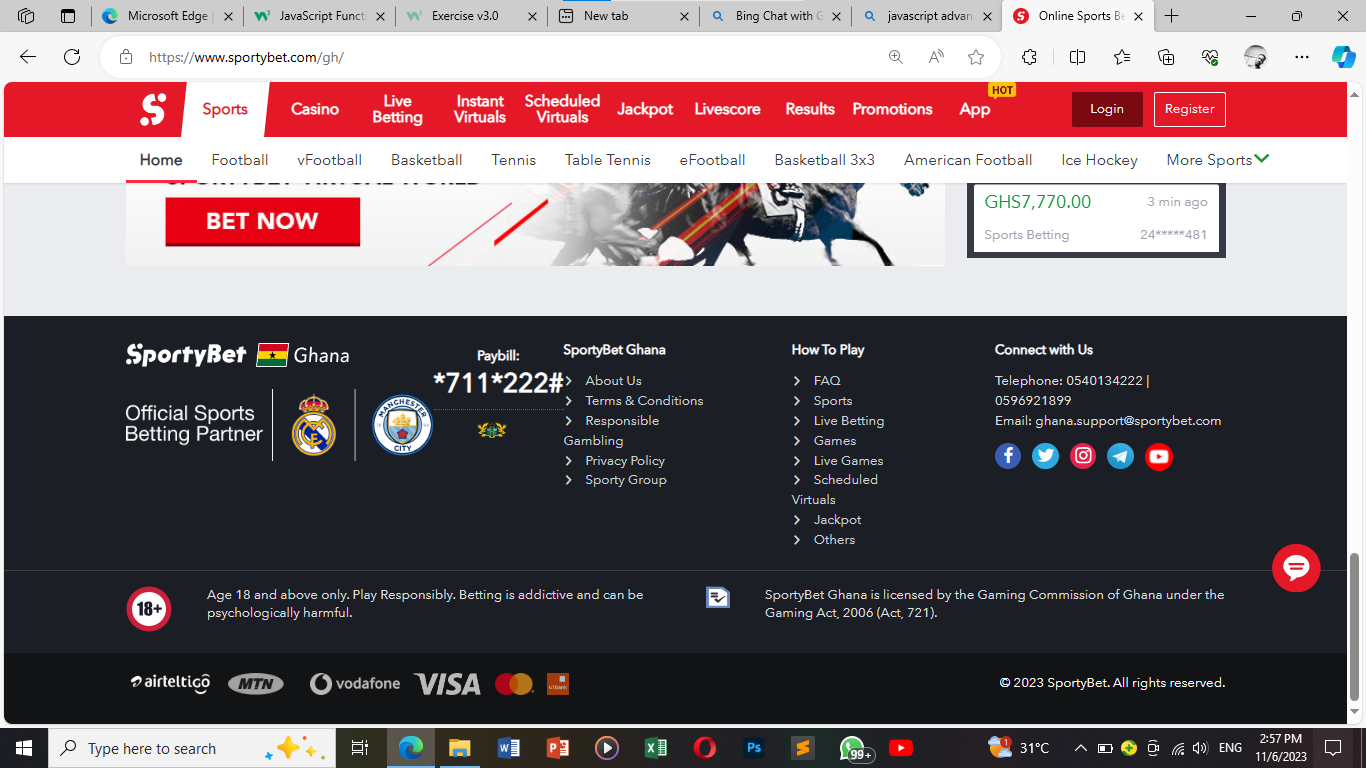 Microsoft Edge |
JavaScript Functi
Exercise v3.0
New tab
Bing Chat with G
javascript advan
Online Sports Be
https://www.sportybet.com/gh/
Sports
Casino
Live Betting
Instant Virtuals
Scheduled Virtuals
Jackpot
Livescore
Results
Promotions
App
HOT
Login
Register
Home
Football
vFootball
Basketball
Tennis
Table Tennis
eFootball
Basketball 3x3
American Football
Ice Hockey
More Sports
SPORTYBET VIRTUAL WORLD
BET NOW
GHS7,770.00
3 min ago
Sports Betting
24*****481
SportyBet Ghana
Official Sports
Betting Partner
MANCHESTER
CITY
Paybill:
*711*222#
SportyBet Ghana
About Us
Terms & Conditions
Responsible
Gambling
Privacy Policy
Sporty Group
How To Play
FAQ
Sports
Live Betting
Games
Live Games
Scheduled
Virtuals
Jackpot
Others
Connect with Us
Telephone: 0540134222 |
0596921899
Email: ghana.support@sportybet.com
18+
Age 18 and above only. Play Responsibly. Betting is addictive and can be
psychologically harmful.
SportyBet Ghana is licensed by the Gaming Commission of Ghana under the
Gaming Act, 2006 (Act, 721).
airteltigo
MTN
vodafone
VISA
GTBank
© 2023 SportyBet. All rights reserved.
Type here to search
99+
31°C
ENG
2:57 PM
11/6/2023